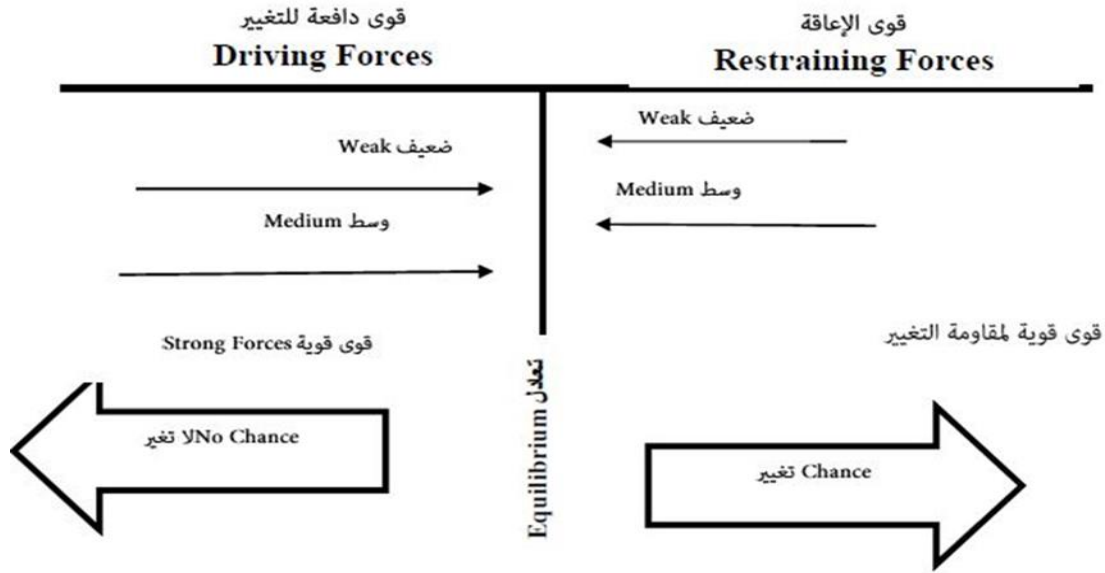 قوى دافعة للتغيير
Driving Forces
قوى الإعاقة
Restraining Forces
ضعيف Weak
وسط Medium
ضعيف Weak
وسط Medium
قوى قوية Strong Forces
قوى قوية لمقاومة التغيير
تعادل Equilibrium
لا تغير No Chance
تغيير Chance